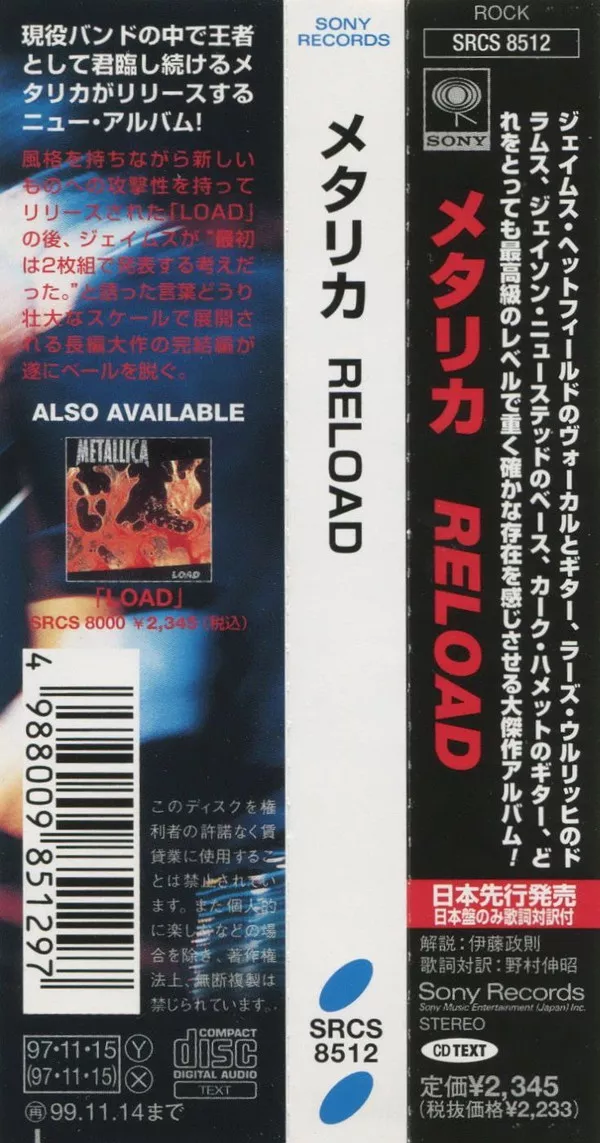 現役バンドの中で王者
として君臨し続けるメ
タリカがリリースする
ニュー・アルバム!
風格を持ちながら新しい
ものへの攻撃性を持って
リリースされた「LOAD」
の後、ジェイムズが“最初
は2枚組で発表する考えだ
った。”と語った言葉どうり
壮大なスケールで展開さ
れる長編大作の完結編が
遂にベールを脱ぐ。
ALSO AVAILABLE
METALLICA
LOAD
「LOAD」
SRCS 8000 ¥2,345(税込)
4 988009 851297
このディスクを権
利者の許諾なく賃
貸業に使用するこ
とは禁されてい
ます。また個人的
に楽しむなどの場
合を除き、著作権
法上、無断複製は
禁じられています。
97・11・15 Y
(97・11・15) X
再 99.11.14まで
COMPACT
disc
DIGITAL AUDIO
TEXT
SONY
RECORDS
メタリカ RELOAD
SRCS
8512
ROCK
SRCS 8512
SONY
ジェイムス・ヘットフィールドのヴォーカルとギター、ラーズ・ウルリッヒのド
ラムス、ジェイソン・ニューステッドのベース、カーク・ハメットのギター、ど
れをとっても最高級のレベルで重く確かな存在を感じさせる大傑作アルバム!
メタリカ RELOAD
日本先行発売
日本盤のみ歌詞対訳付
解説:伊藤政則
歌詞対訳:野村伸昭
Sony Records
Sony Music Entertainment (Japan) Inc.
STEREO
CD TEXT
定価¥2,345
(税抜価格¥2,233)